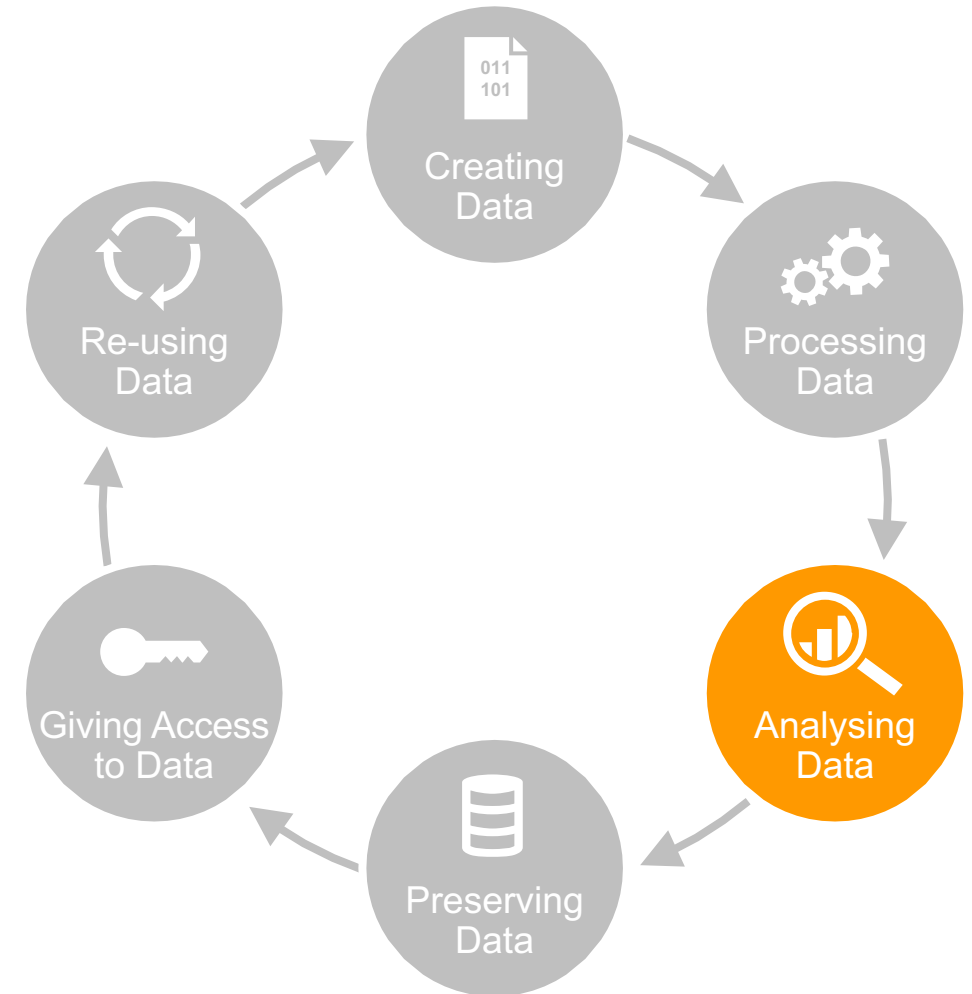 011
101
Creating
Data
Processing
Data
Analysing
Data
Preserving
Data
Giving Access
to Data
Re-using
Data